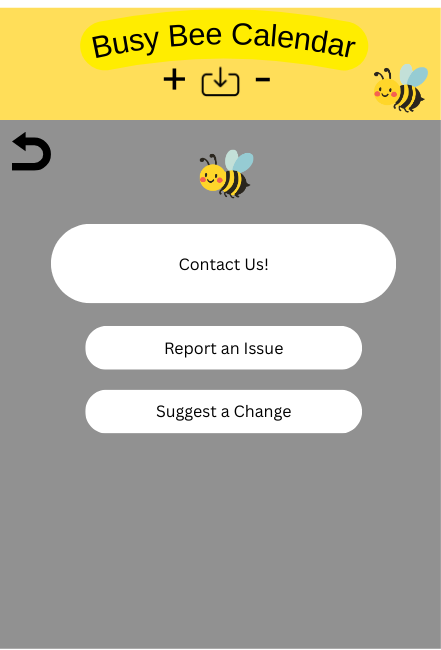 Busy Bee Calendar
+ -
Contact Us!
Report an Issue
Suggest a Change